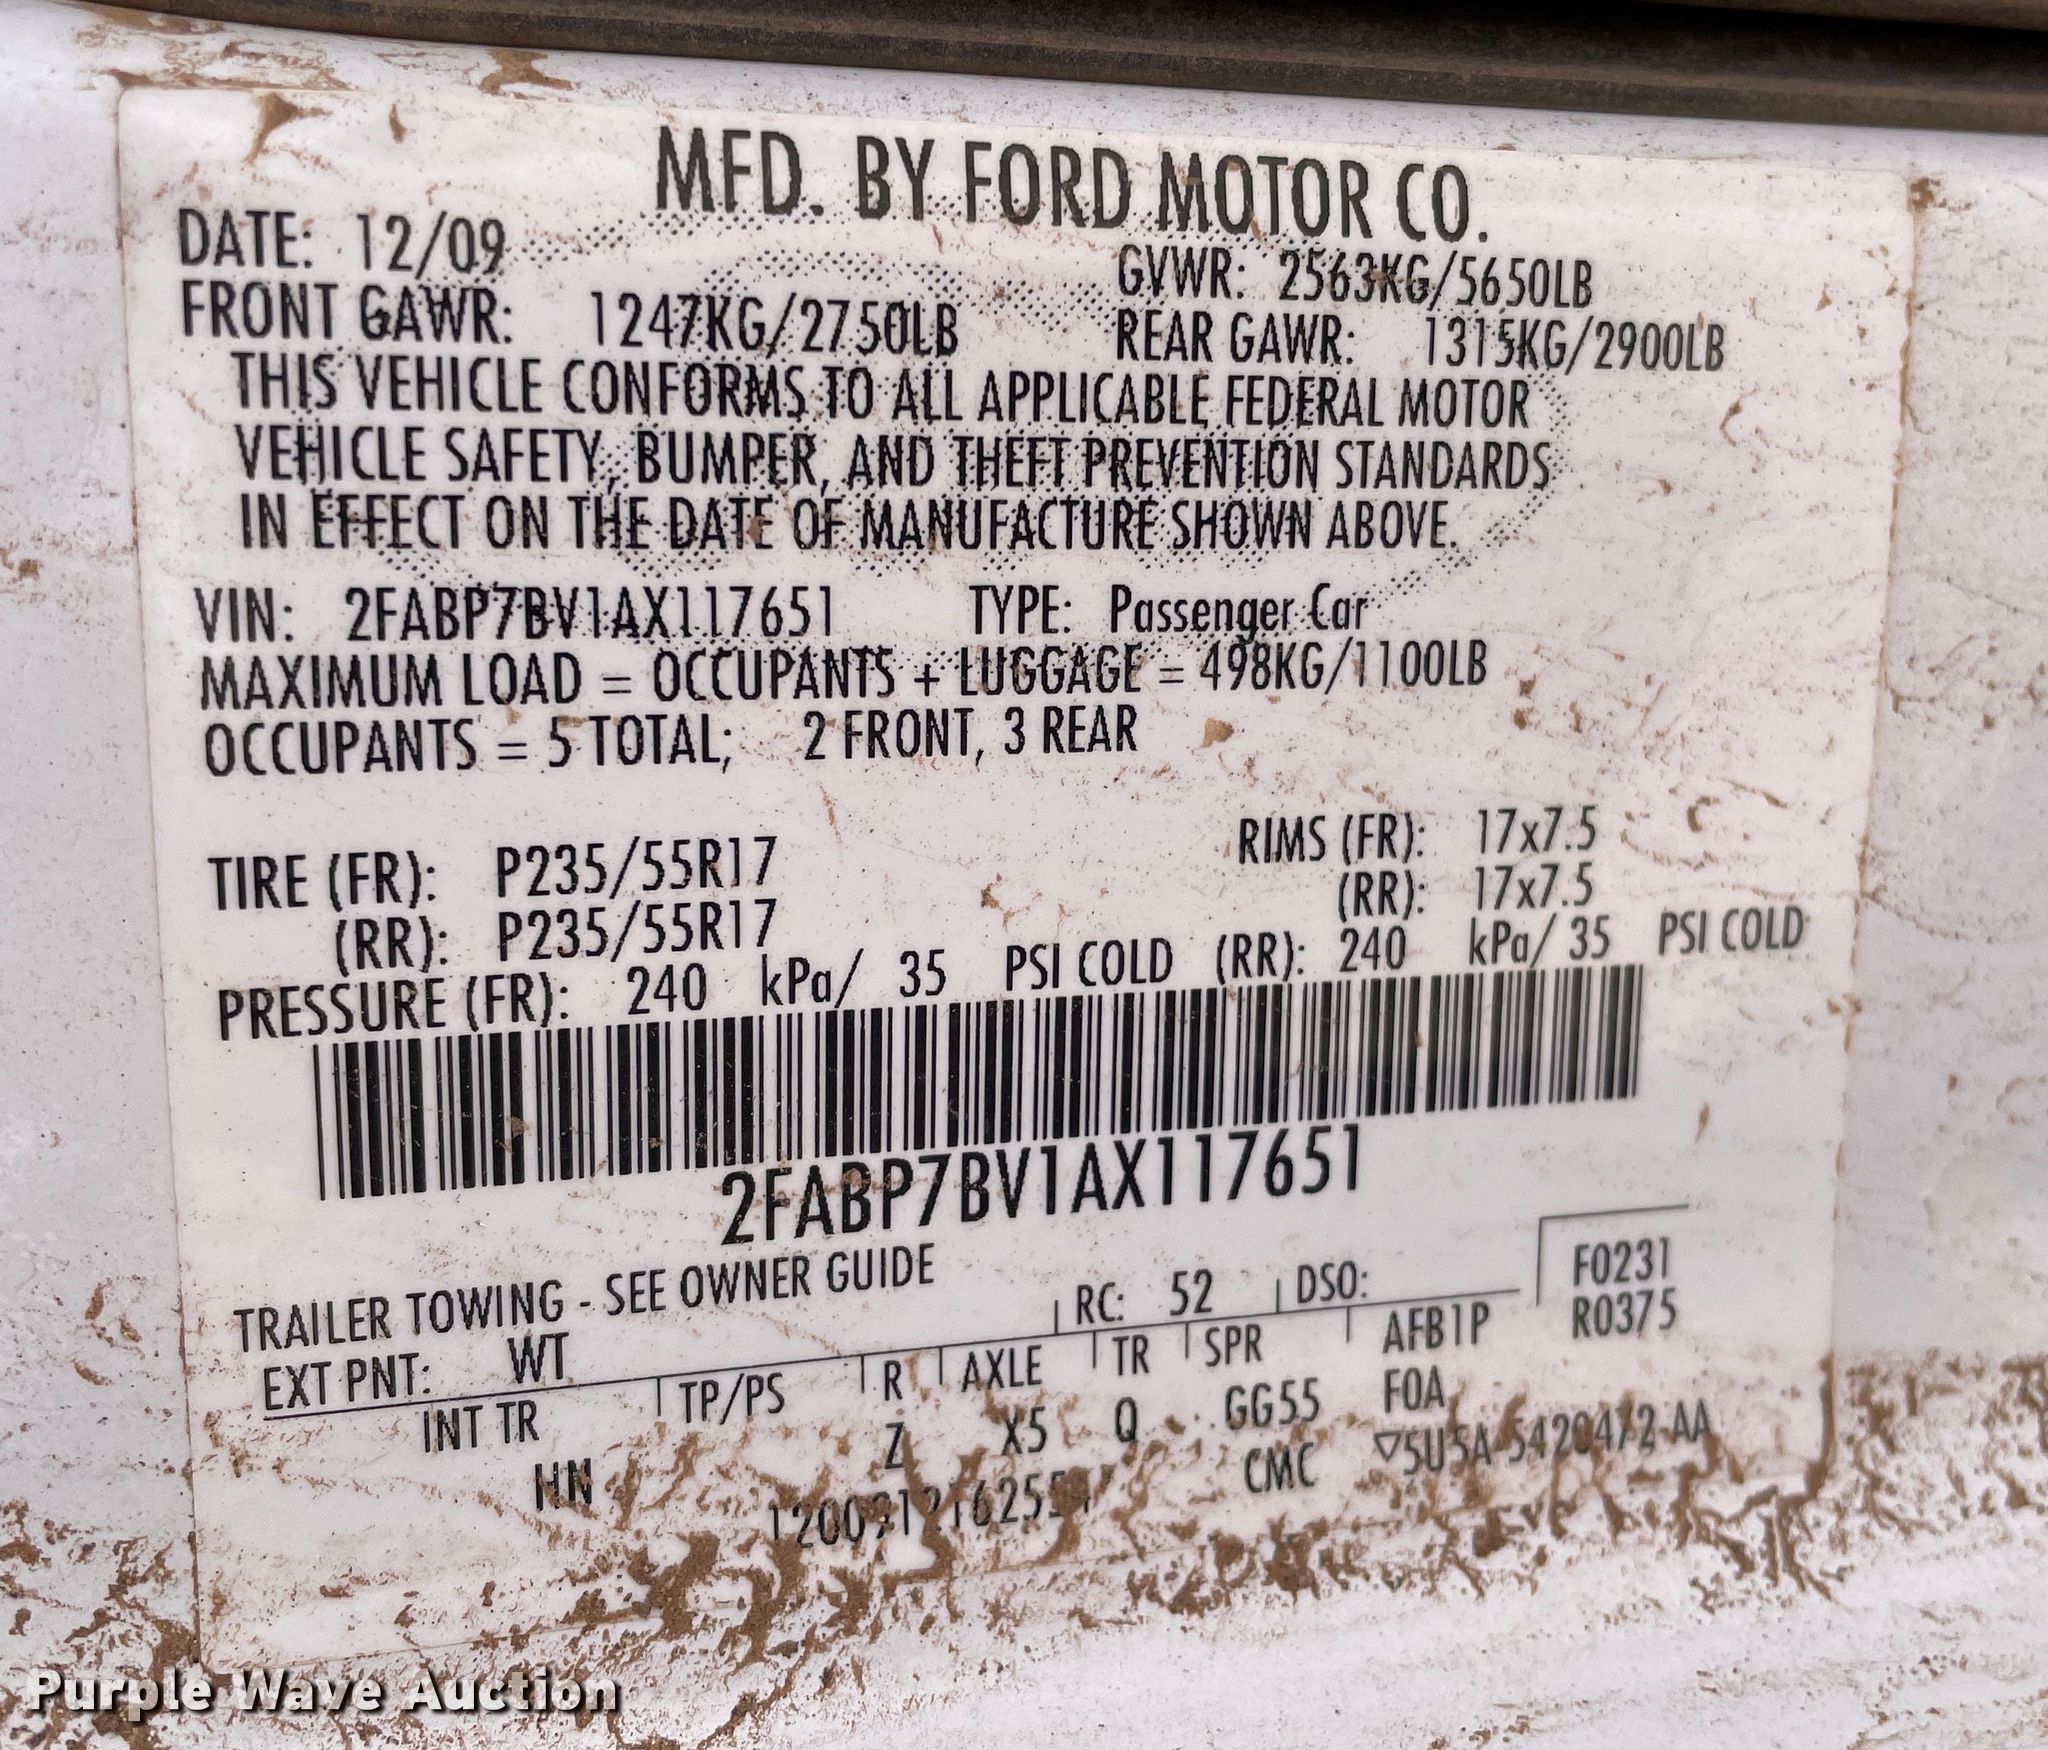 MFD. BY FORD MOTOR CO.
DATE: 12/09 GVWR: 2563KG/5650LB
FRONT GAWR: 1247KG/2750LB REAR GAWR: 1315KG/2900LB
THIS VEHICLE CONFORMS TO ALL APPLICABLE FEDERAL MOTOR
VEHICLE SAFETY, BUMPER, AND THEFT PREVENTION STANDARDS
IN EFFECT ON THE DATE OF MANUFACTURE SHOWN ABOVE.
VIN: 2FABP7BV1AX117651 TYPE: Passenger Car
MAXIMUM LOAD = OCCUPANTS + LUGGAGE = 498KG/1100LB
OCCUPANTS = 5 TOTAL; 2 FRONT, 3 REAR
TIRE (FR): P235/55R17 RIMS (FR): 17x7.5
(RR): P235/55R17 (RR): 17x7.5
PRESSURE (FR): 240 kPa/ 35 PSI COLD (RR): 240 kPa/ 35 PSI COLD
2FABP7BV1AX117651
TRAILER TOWING - SEE OWNER GUIDE
EXT PNT: WT RC: 52 DSO: F0231
R0375
INT TR TP/PS R AXLE TR SPR AFB1P
HN Z X5 Q GG55 FOA
CMC
Purple Wave Auction